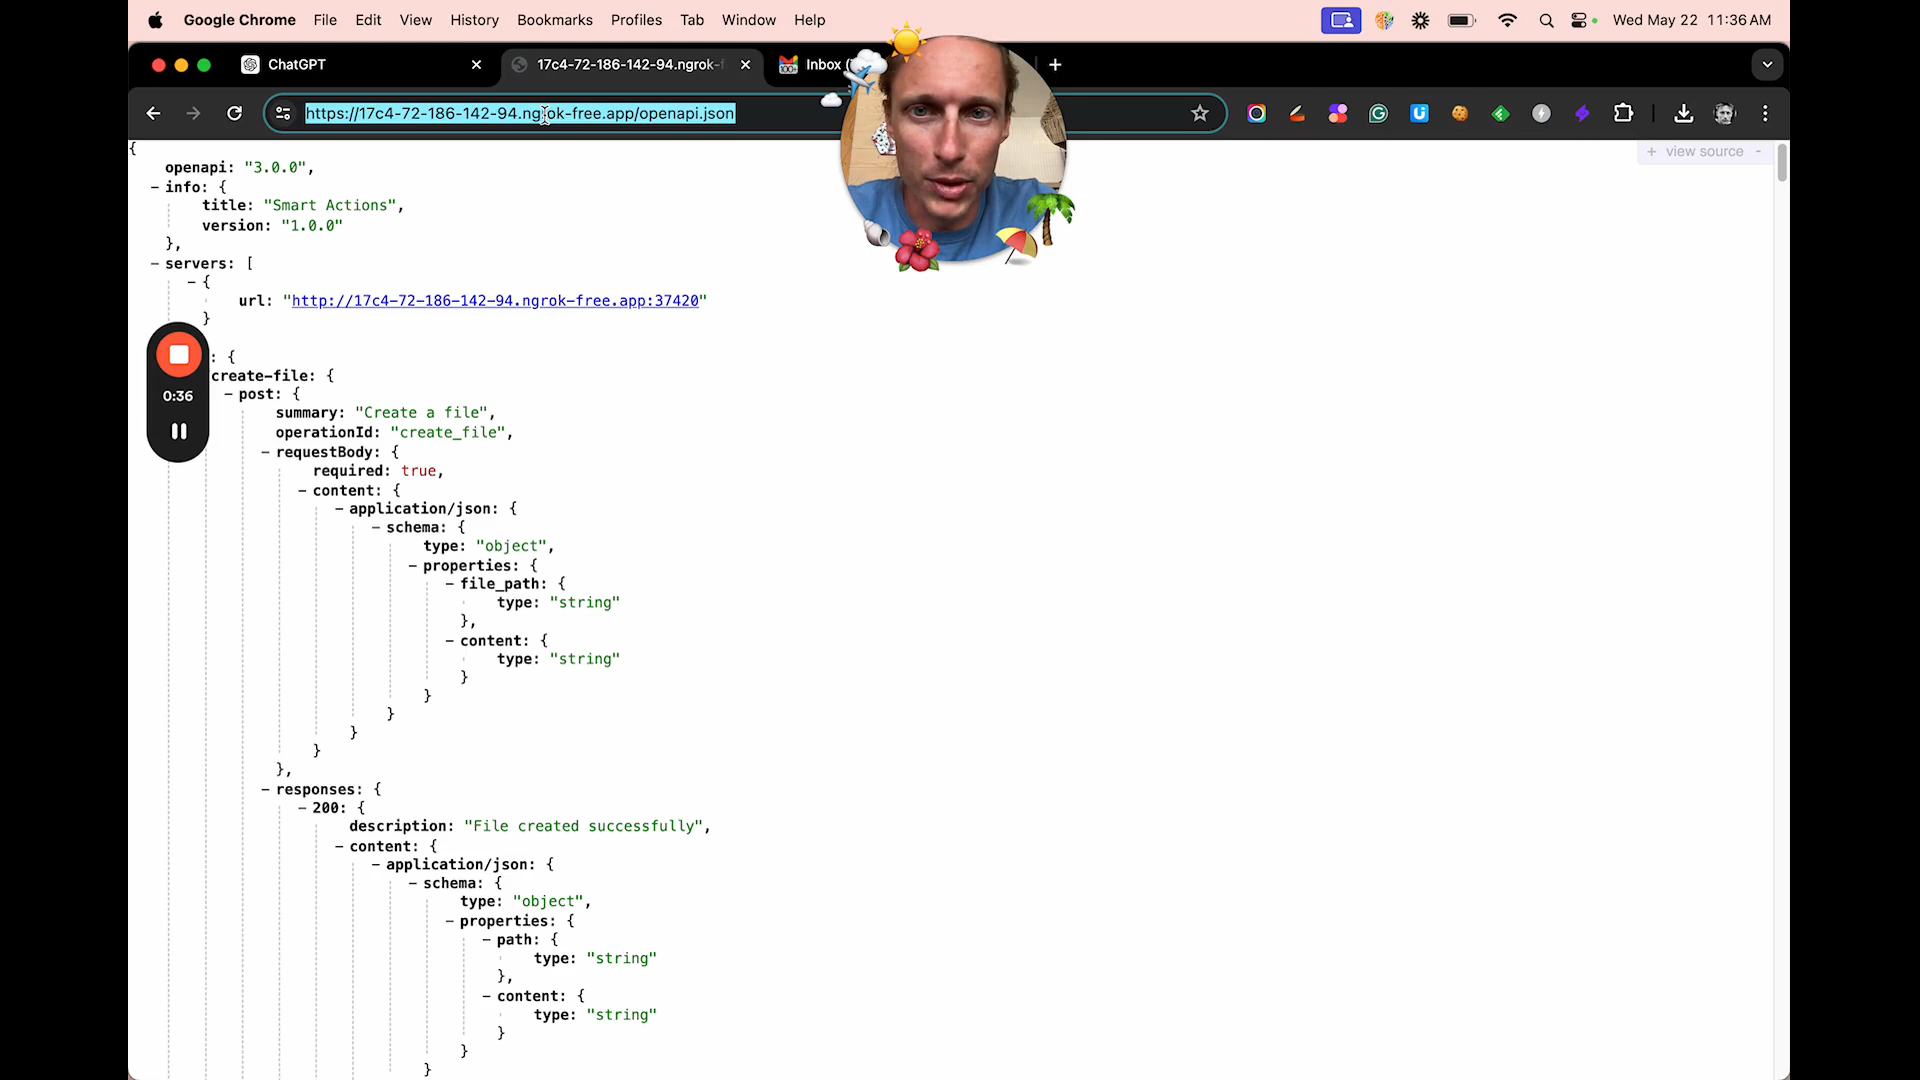 Google Chrome File Edit View History Bookmarks Profiles Tab Window Help Wed May 22 11:36 AM
ChatGPT 17c4-72-186-142-94.ngrok- Inbox
https://17c4-72-186-142-94.ngrok-free.app/openapi.json
{
+ view source -
openapi: "3.0.0",
− info: {
title: "Smart Actions",
version: "1.0.0"
},
− servers: [
− {
url: "http://17c4-72-186-142-94.ngrok-free.app:37420"
}
: {
create-file: {
− post: {
0:36
summary: "Create a file",
operationId: "create_file",
− requestBody: {
required: true,
− content: {
− application/json: {
− schema: {
type: "object",
− properties: {
− file_path: {
type: "string"
},
− content: {
type: "string"
}
}
}
}
}
},
− responses: {
− 200: {
description: "File created successfully",
− content: {
− application/json: {
− schema: {
type: "object",
− properties: {
− path: {
type: "string"
},
− content: {
type: "string"
}
}
}